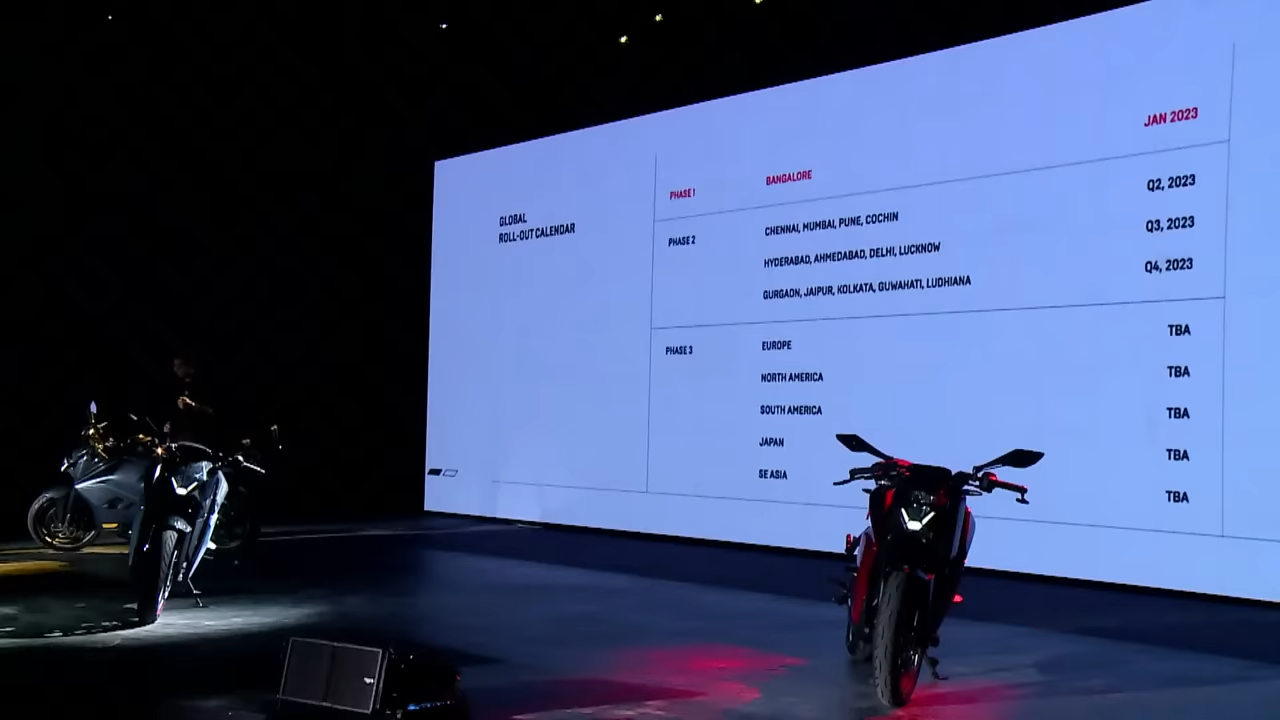 GLOBAL
ROLL-OUT CALENDAR
PHASE 1 BANGALORE JAN 2023
PHASE 2 CHENNAI, MUMBAI, PUNE, COCHIN Q2, 2023
HYDERABAD, AHMEDABAD, DELHI, LUCKNOW Q3, 2023
GURGAON, JAIPUR, KOLKATA, GUWAHATI, LUDHIANA Q4, 2023
PHASE 3 EUROPE TBA
NORTH AMERICA TBA
SOUTH AMERICA TBA
JAPAN TBA
SE ASIA TBA